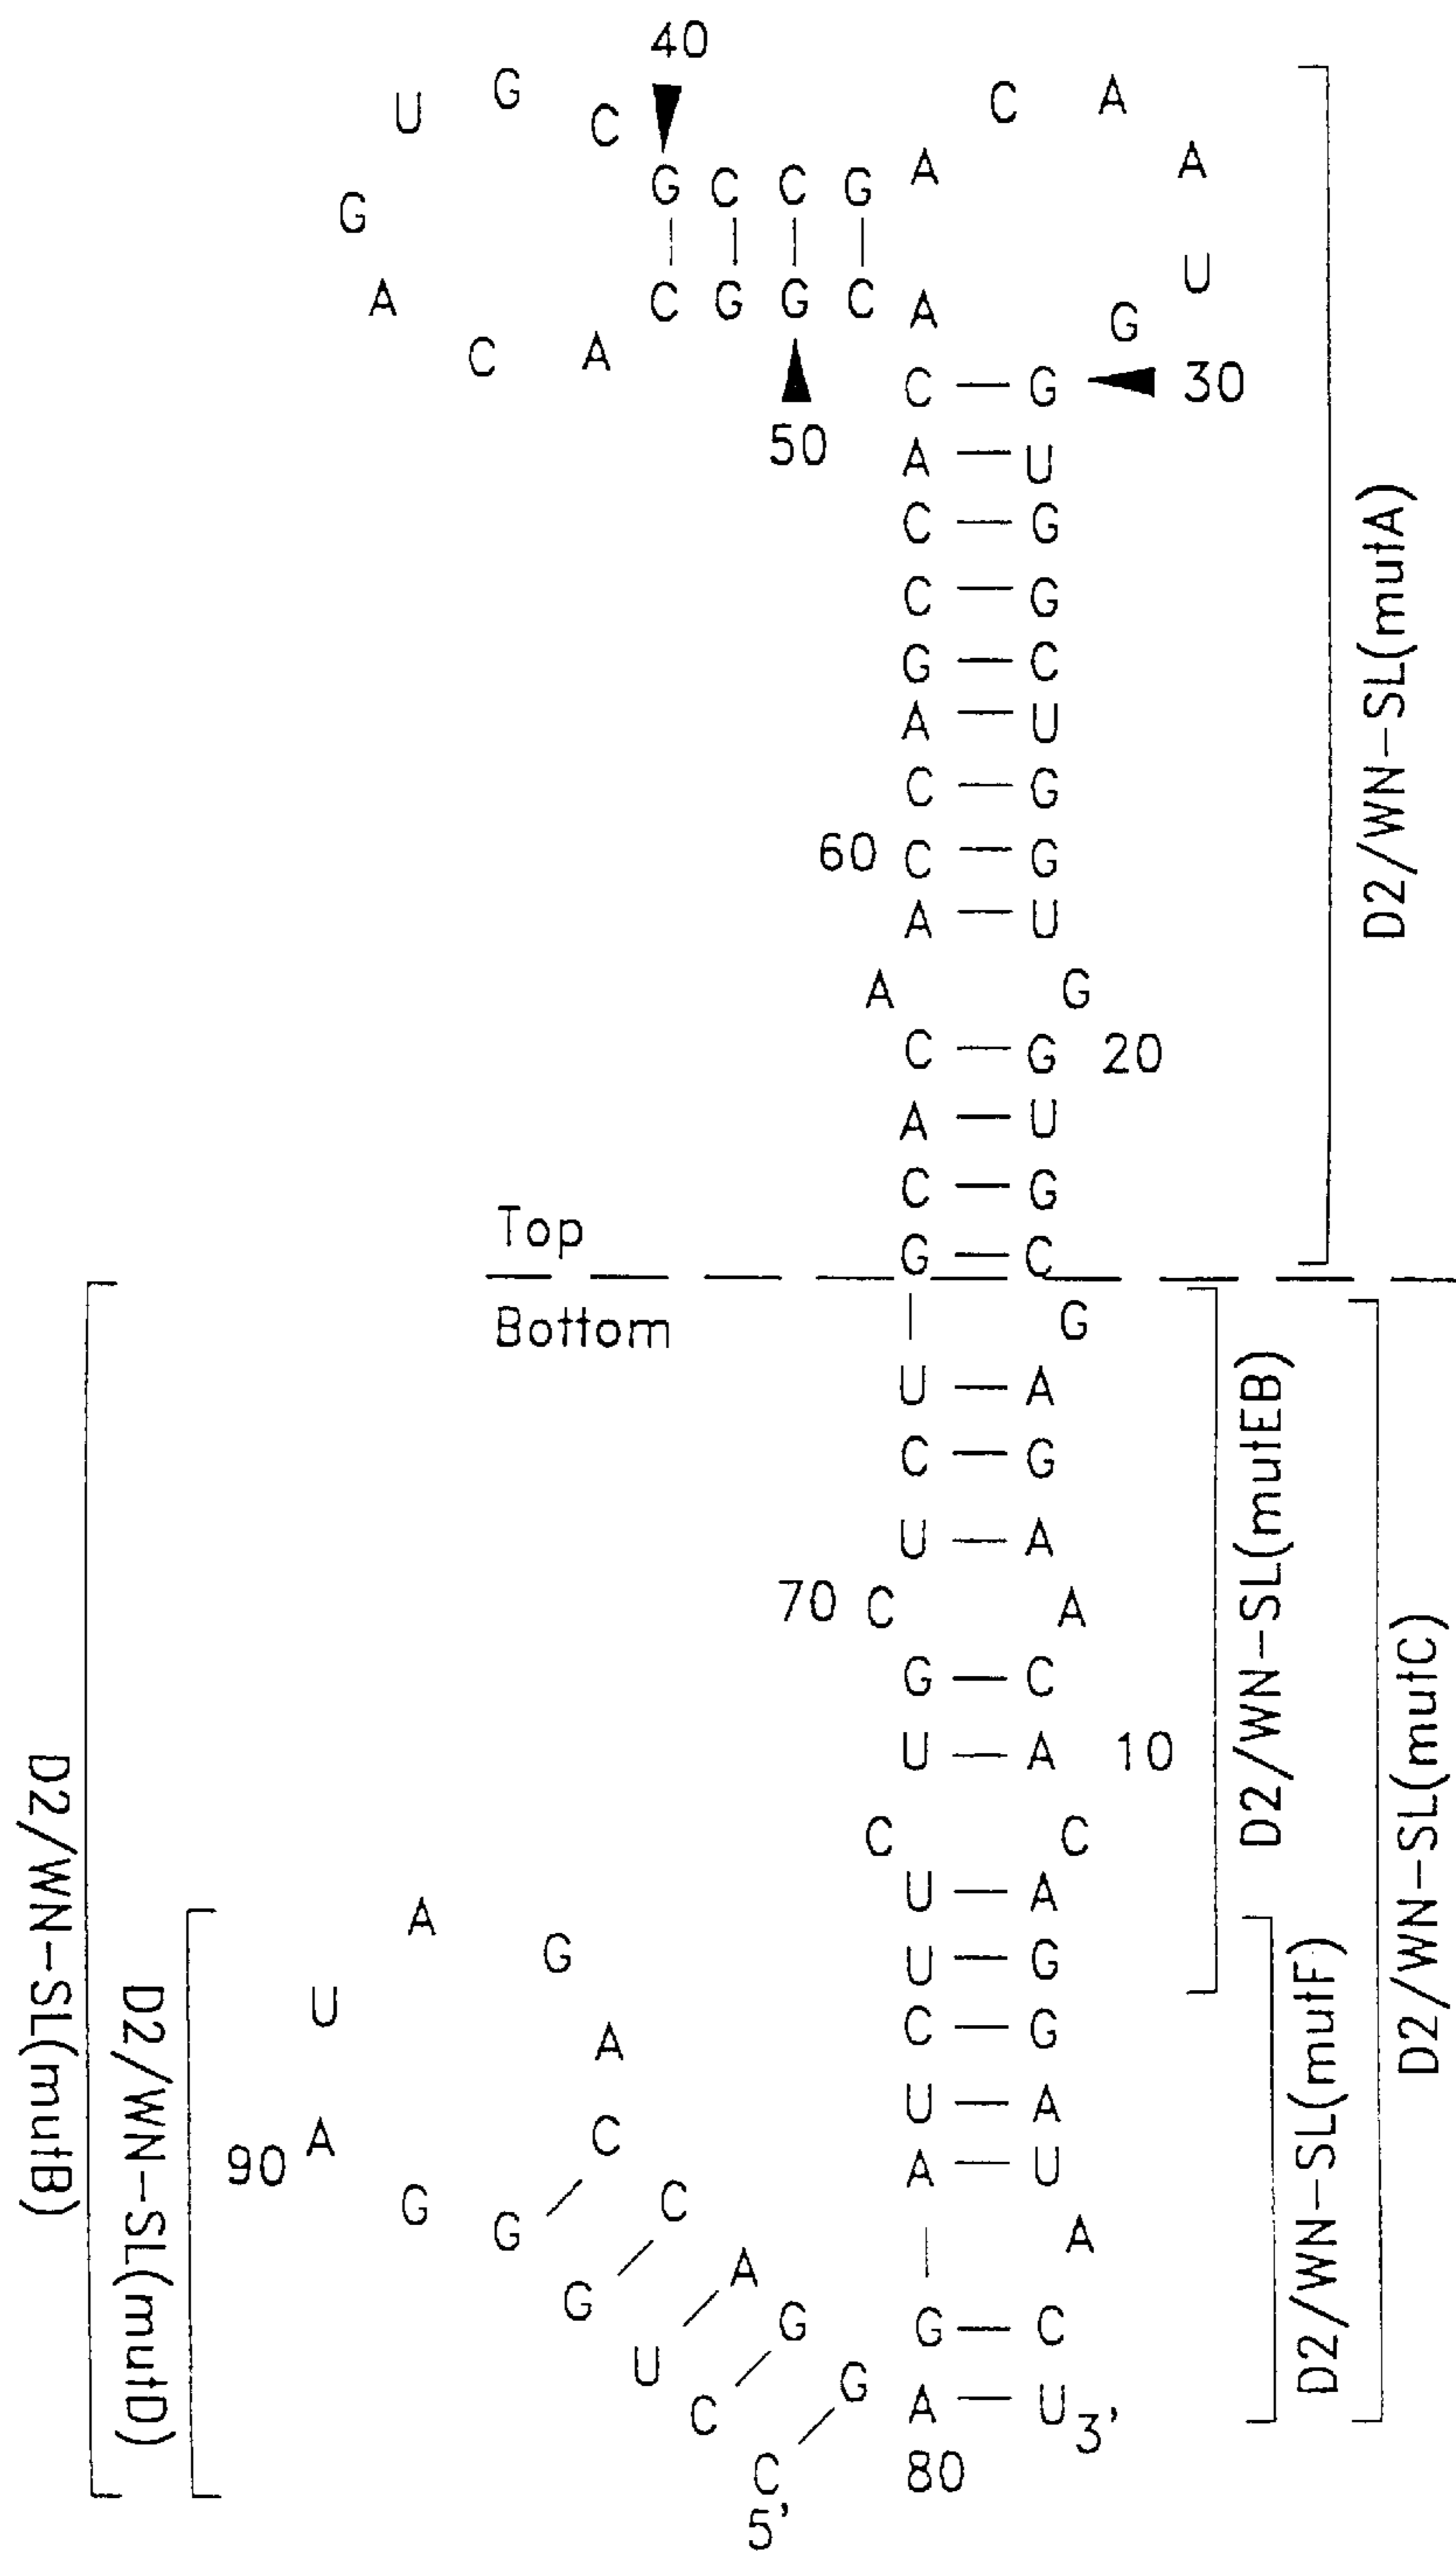 40
U G C
C A
G C C G A
A
G
U
A
C G G C A
G
C A
C — G
30
50
A — U
C — G
C — G
G — C
A — U
C — G
60 C — G
A — U
A G
C — G 20
A — U
C — G
Top
G — C
Bottom
G
U — A
C — G
U — A
70 C A
G — C
U — A 10
C C
U — A
U — G
C — G
U — A
A — U
A
G — C
A — U 3'
80
A
G
U
A
C
90 A
C
G
G
A
G
G
U
G
C
C
5'
D2/WN-SL(mutA)
D2/WN-SL(mutEB)
D2/WN-SL(mutC)
D2/WN-SL(mutF)
D2/WN-SL(mutB)
D2/WN-SL(mutD)